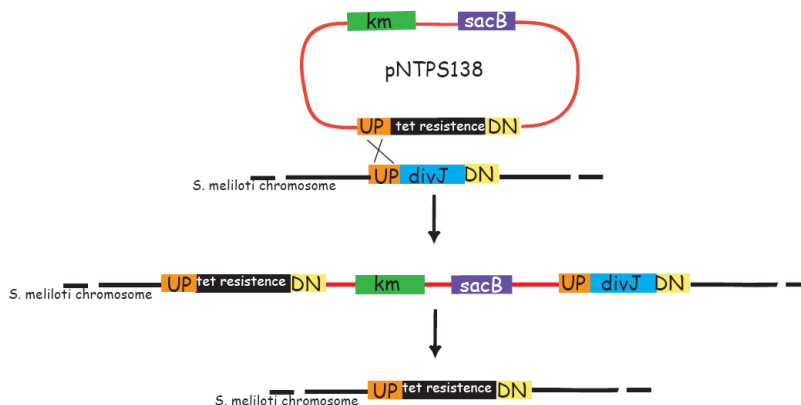 km sacB
pNTPS138
UP tet resistence DN
UP divJ DN
S. meliloti chromosome
UP tet resistence DN km sacB UP divJ DN
S. meliloti chromosome
UP tet resistence DN
S. meliloti chromosome